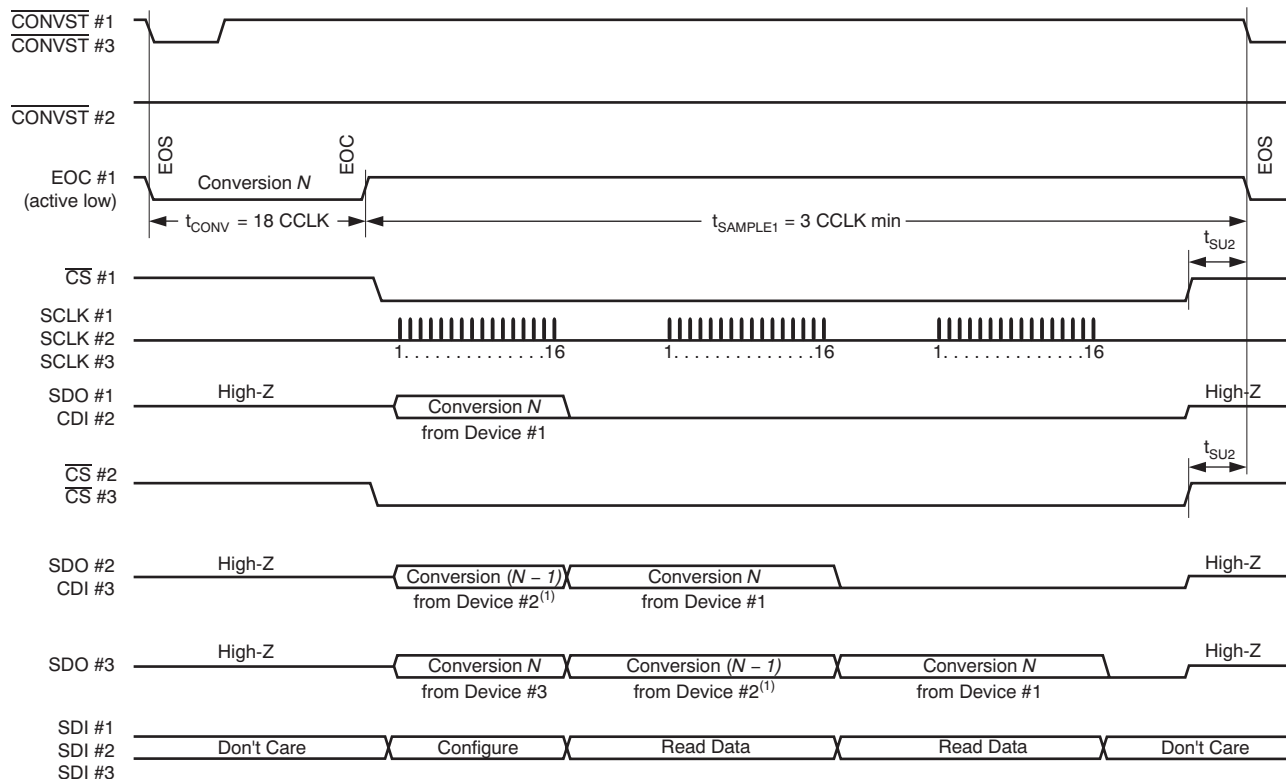 CONVST #1
CONVST #3
CONVST #2
EOS
EOC
EOS
EOC #1
(active low)
Conversion N
tCONV = 18 CCLK
tSAMPLE1 = 3 CCLK min
tSU2
CS #1
SCLK #1
SCLK #2
SCLK #3
1. . . . . . . . . . . . . . .16
1. . . . . . . . . . . . . . .16
1. . . . . . . . . . . . . . .16
SDO #1
CDI #2
High-Z
Conversion N
from Device #1
High-Z
tSU2
CS #2
CS #3
SDO #2
CDI #3
High-Z
Conversion (N − 1)
from Device #2(1)
Conversion N
from Device #1
High-Z
SDO #3
High-Z
Conversion N
from Device #3
Conversion (N − 1)
from Device #2(1)
Conversion N
from Device #1
High-Z
SDI #1
SDI #2
SDI #3
Don't Care
Configure
Read Data
Read Data
Don't Care